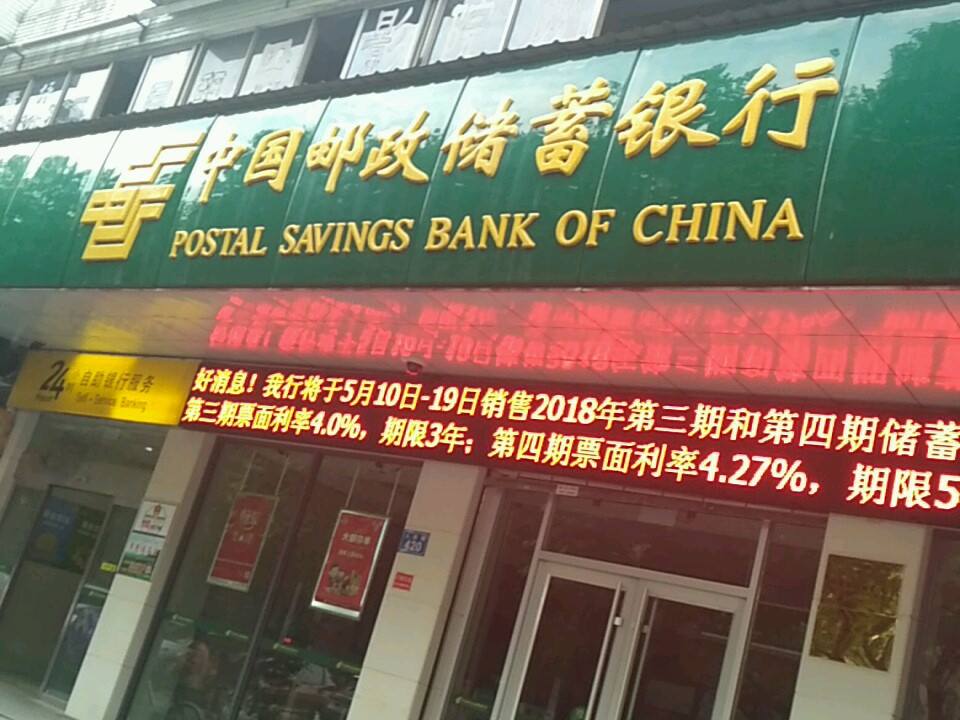 中国邮政储蓄银行
POSTAL SAVINGS BANK OF CHINA
24
自助银行服务
Self-Service Banking
好消息！我行将于5月10日-19日销售2018年第三期和第四期储蓄
第三期票面利率4.0%，期限3年；第四期票面利率4.27%，期限5
420